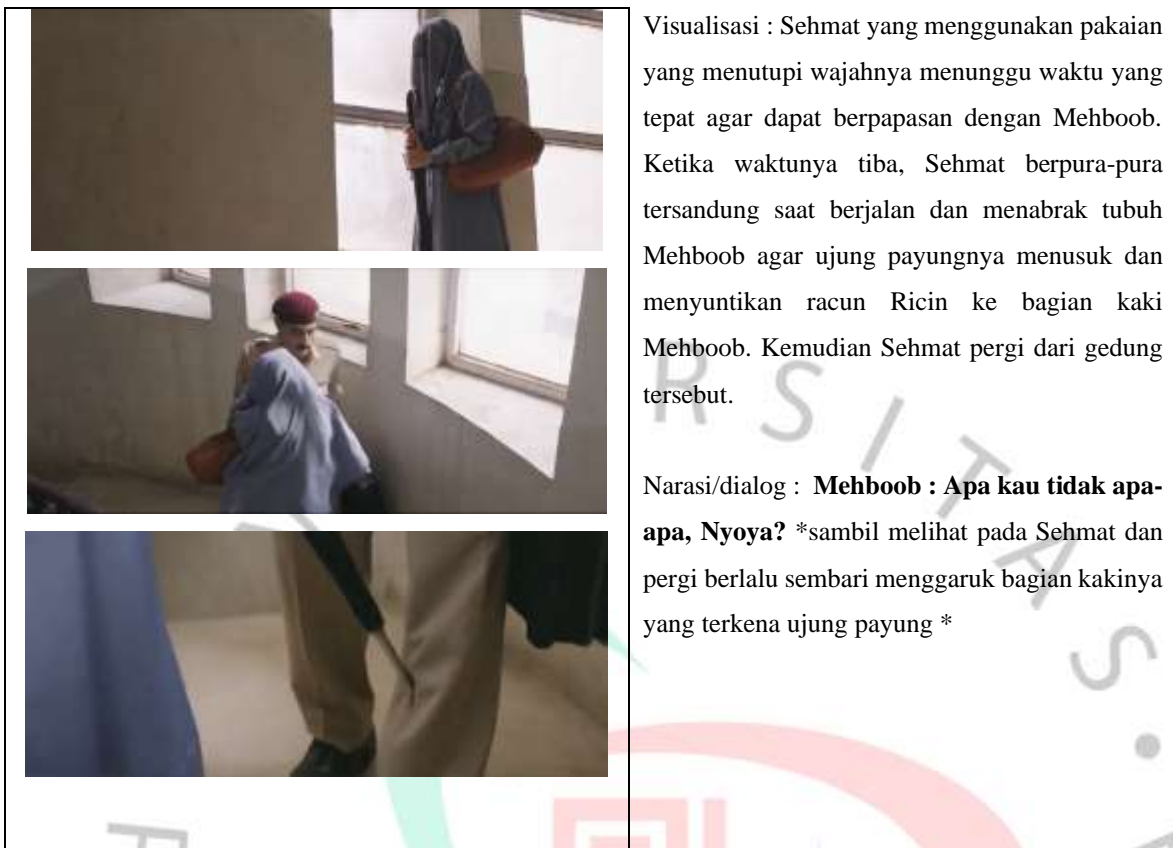 Visualisasi : Sehmat yang menggunakan pakaian
yang menutupi wajahnya menunggu waktu yang
tepat agar dapat berpapasan dengan Mehboob.
Ketika waktunya tiba, Sehmat berpura-pura
tersandung saat berjalan dan menabrak tubuh
Mehboob agar ujung payungnya menusuk dan
menyuntikan racun Ricin ke bagian kaki
Mehboob. Kemudian Sehmat pergi dari gedung
tersebut.
Narasi/dialog : Mehboob : Apa kau tidak apa-
apa, Nyoya? *sambil melihat pada Sehmat dan
pergi berlalu sembari menggaruk bagian kakinya
yang terkena ujung payung *
R S I T A S